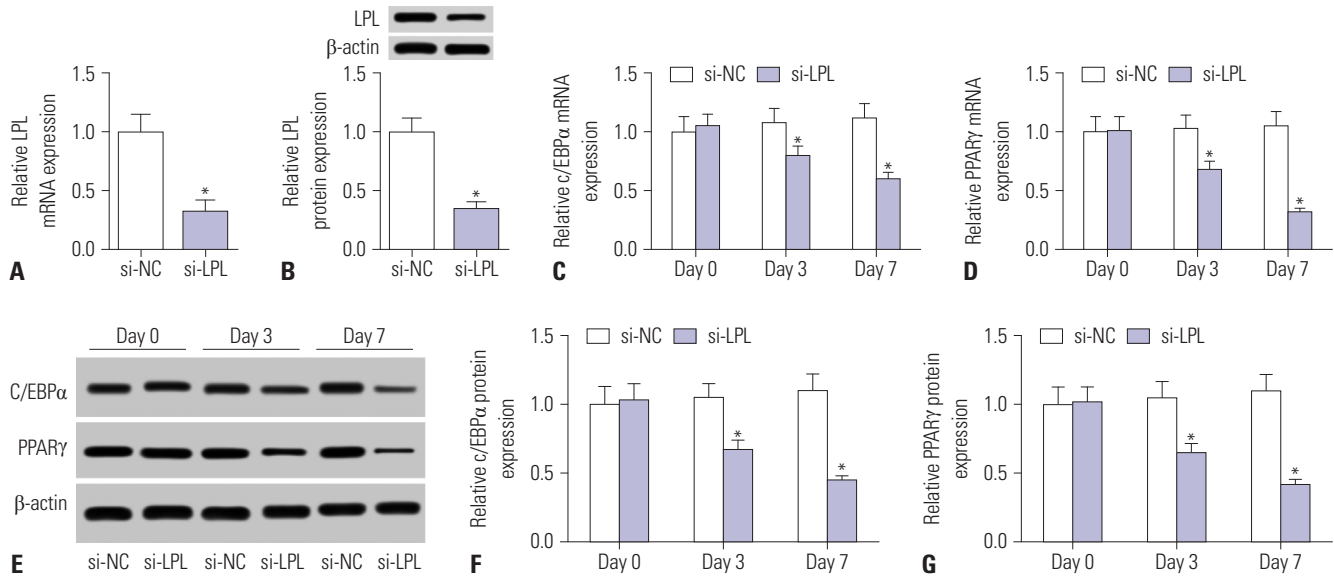 LPL
β-actin
Relative LPL
mRNA expression
1.5
1.0
0.5
0.0
*
si-NC si-LPL
A
Relative LPL
protein expression
1.5
1.0
0.5
0.0
*
si-NC si-LPL
B
si-NC si-LPL
Relative c/EBPα mRNA
expression
1.5
1.0
0.5
0.0
*
*
Day 0 Day 3 Day 7
C
si-NC si-LPL
Relative PPARγ mRNA
expression
1.5
1.0
0.5
0.0
*
*
Day 0 Day 3 Day 7
D
Day 0 Day 3 Day 7
C/EBPα
PPARγ
β-actin
si-NC si-LPL si-NC si-LPL si-NC si-LPL
E
si-NC si-LPL
Relative c/EBPα protein
expression
1.5
1.0
0.5
0.0
*
*
Day 0 Day 3 Day 7
F
si-NC si-LPL
Relative PPARγ protein
expression
1.5
1.0
0.5
0.0
*
*
Day 0 Day 3 Day 7
G